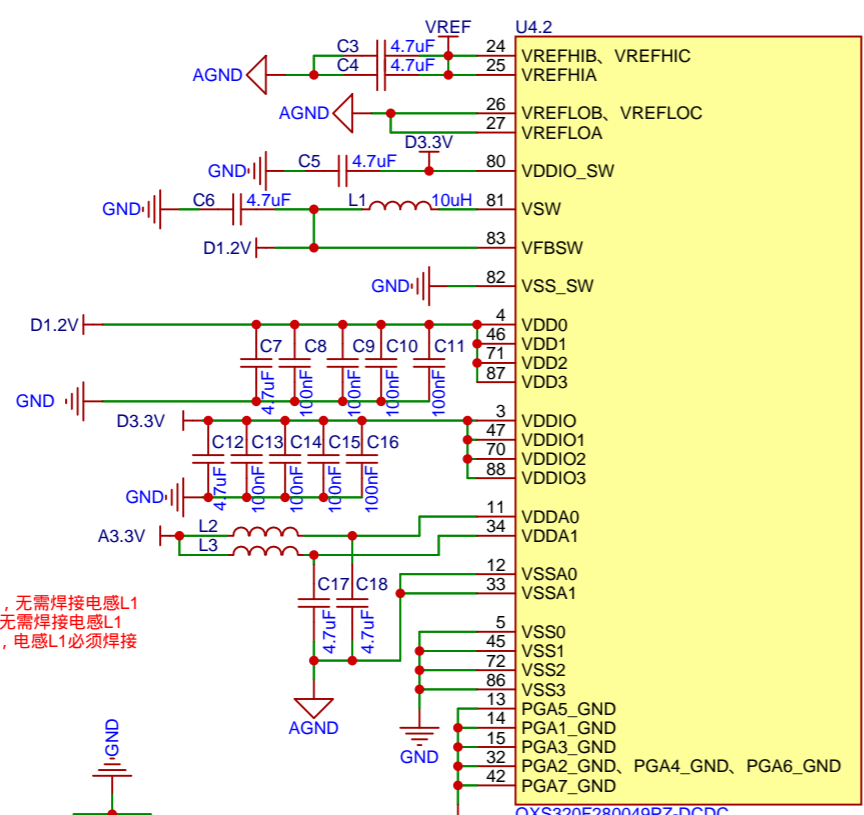 VREF U4.2
C3 4.7uF 24 VREFHIB、VREFHIC
AGND C4 4.7uF 25 VREFHIA
AGND 26 VREFLOB、VREFLOC
27 VREFLOA
D3.3V
GND C5 4.7uF 80 VDDIO_SW
GND C6 4.7uF L1 10uH 81 VSW
D1.2V 83 VFBSW
GND 82 VSS_SW
D1.2V 4 VDD0
46 VDD1
71 VDD2
87 VDD3
C7 C8 C9 C10 C11
4.7uF 100nF 100nF 100nF 100nF
GND
D3.3V 3 VDDIO
47 VDDIO1
70 VDDIO2
88 VDDIO3
C12 C13 C14 C15 C16
4.7uF 100nF 100nF 100nF 100nF
GND
11 VDDA0
A3.3V L2 34 VDDA1
L3
12 VSSA0
33 VSSA1
C17 C18
4.7uF 4.7uF
AGND
，无需焊接电感L1
无需焊接电感L1
，电感L1必须焊接
5 VSS0
45 VSS1
72 VSS2
86 VSS3
GND
13 PGA5_GND
14 PGA1_GND
15 PGA3_GND
32 PGA2_GND、PGA4_GND、PGA6_GND
42 PGA7_GND
GND